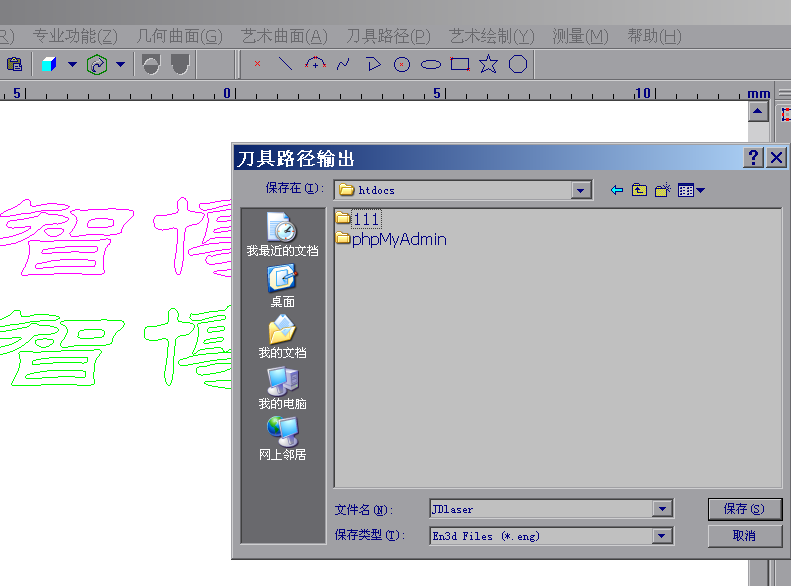 R) 专业功能(Z) 几何曲面(G) 艺术曲面(A) 刀具路径(P) 艺术绘制(Y) 测量(M) 帮助(H)
5 0 5 10 mm
刀具路径输出
保存在(I): htdocs
111
phpMyAdmin
我最近的文档
桌面
我的文档
我的电脑
网上邻居
智 博
智
文件名(N): JDlaser 保存(S)
保存类型(T): En3d Files (*.eng) 取消